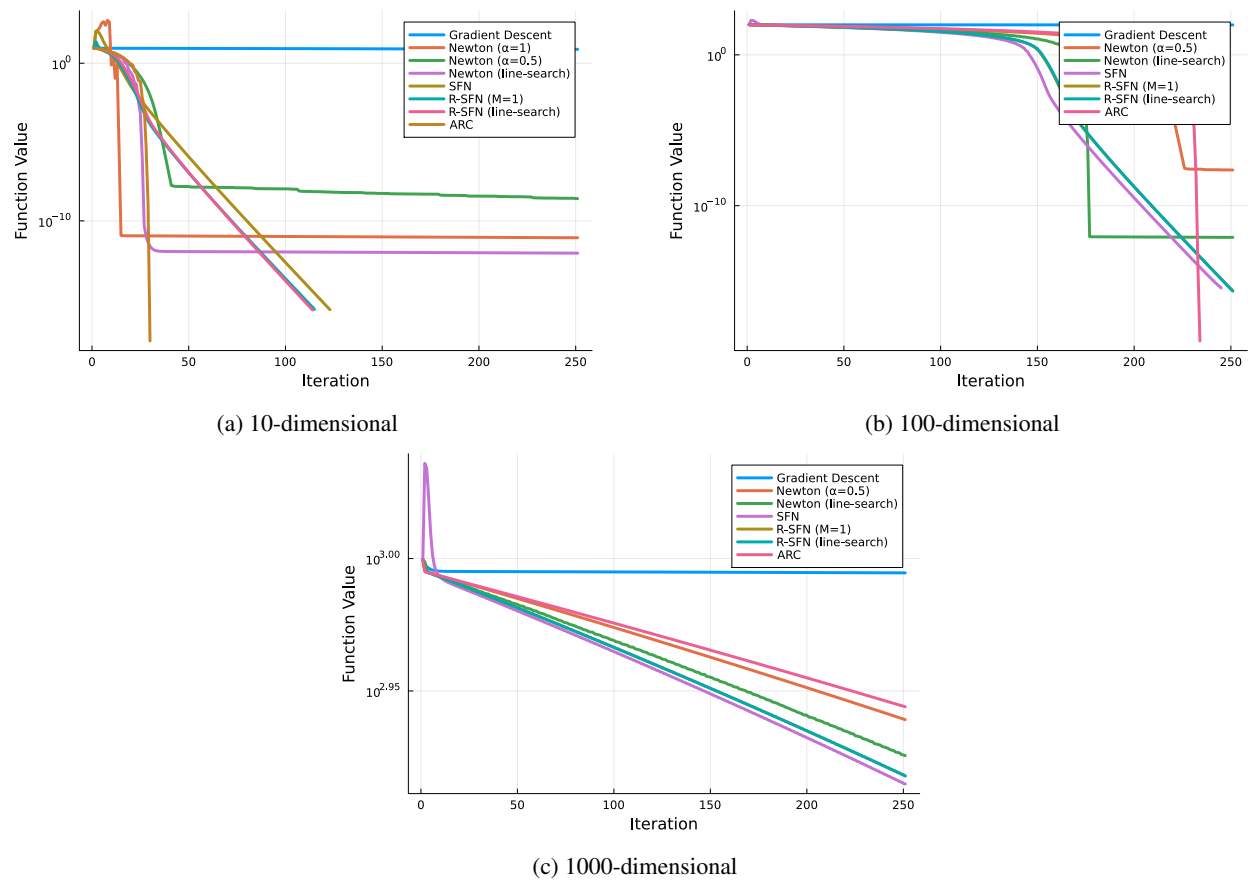 Function Value
10^0
10^-10
Gradient Descent
Newton (α=1)
Newton (α=0.5)
Newton (line-search)
SFN
R-SFN (M=1)
R-SFN (line-search)
ARC
0 50 100 150 200 250
Iteration
(a) 10-dimensional
Function Value
10^0
10^-10
Gradient Descent
Newton (α=0.5)
Newton (line-search)
SFN
R-SFN (M=1)
R-SFN (line-search)
ARC
0 50 100 150 200 250
Iteration
(b) 100-dimensional
Function Value
10^3.00
10^2.95
Gradient Descent
Newton (α=0.5)
Newton (line-search)
SFN
R-SFN (M=1)
R-SFN (line-search)
ARC
0 50 100 150 200 250
Iteration
(c) 1000-dimensional